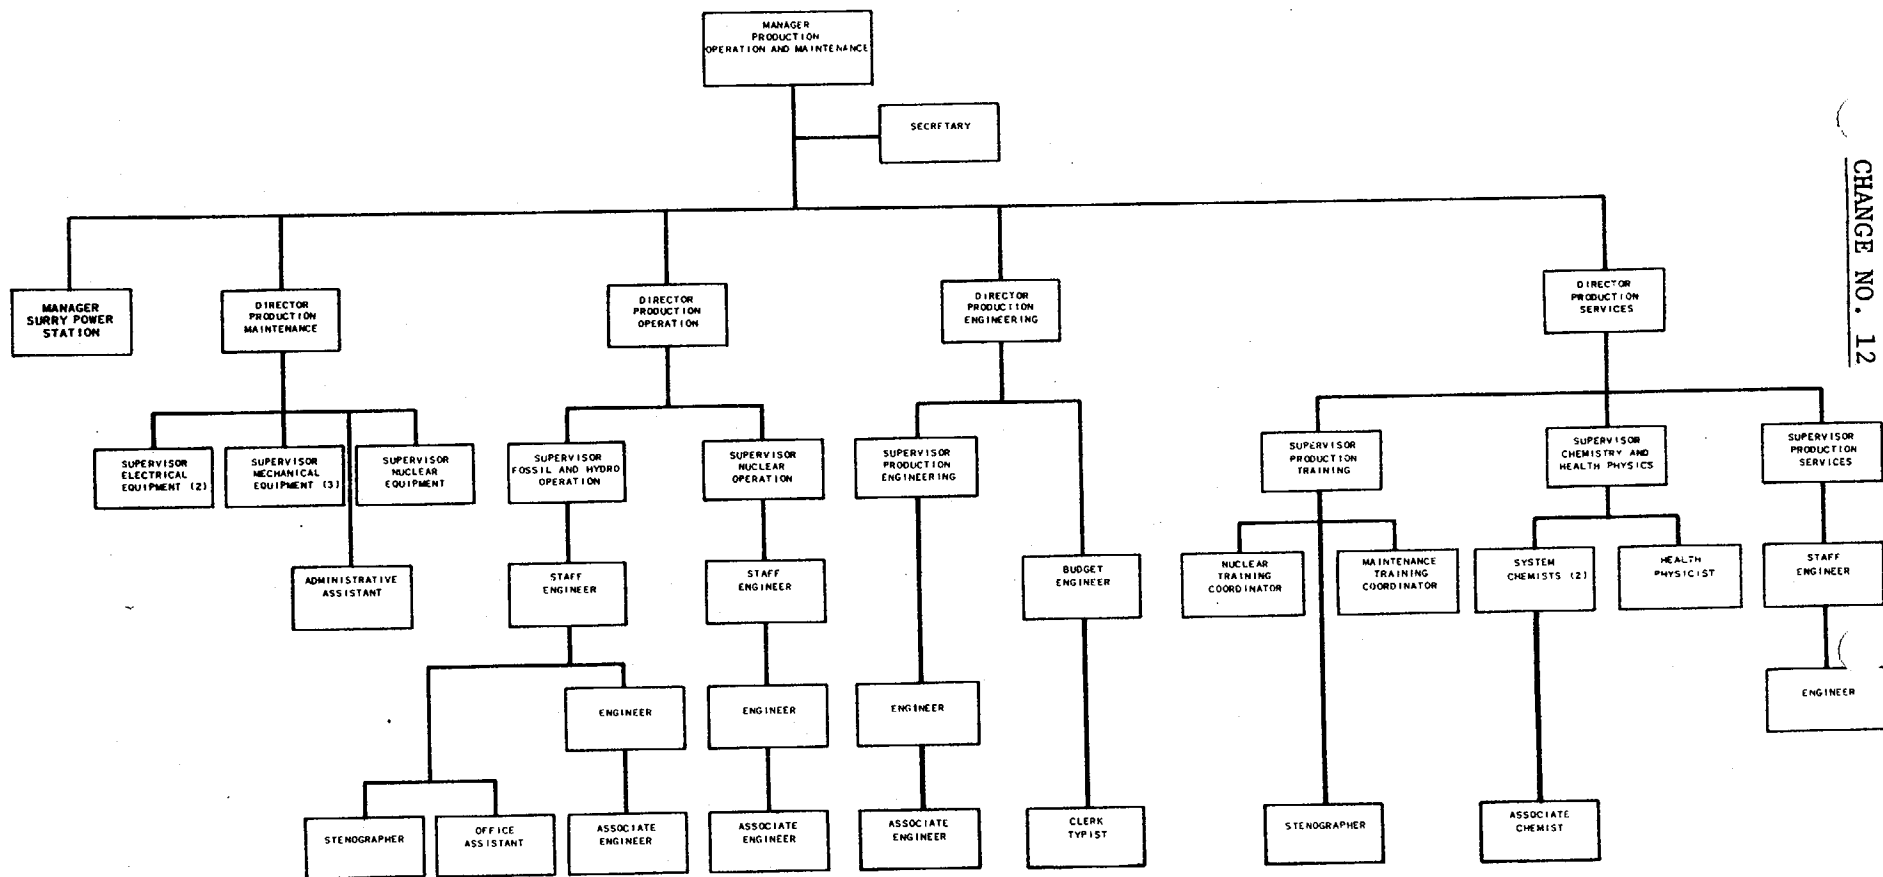 MANAGER
PRODUCTION
OPERATION AND MAINTENANCE
SECRETARY
CHANGE NO. 12
MANAGER
SURRY POWER
STATION
DIRECTOR
PRODUCTION
MAINTENANCE
DIRECTOR
PRODUCTION
OPERATION
DIRECTOR
PRODUCTION
ENGINEERING
DIRECTOR
PRODUCTION
SERVICES
SUPERVISOR
ELECTRICAL
EQUIPMENT (2)
SUPERVISOR
MECHANICAL
EQUIPMENT (3)
SUPERVISOR
NUCLEAR
EQUIPMENT
SUPERVISOR
FOSSIL AND HYDRO
OPERATION
SUPERVISOR
NUCLEAR
OPERATION
SUPERVISOR
PRODUCTION
ENGINEERING
SUPERVISOR
PRODUCTION
TRAINING
SUPERVISOR
CHEMISTRY AND
HEALTH PHYSICS
SUPERVISOR
PRODUCTION
SERVICES
ADMINISTRATIVE
ASSISTANT
STAFF
ENGINEER
STAFF
ENGINEER
BUDGET
ENGINEER
NUCLEAR
TRAINING
COORDINATOR
MAINTENANCE
TRAINING
COORDINATOR
SYSTEM
CHEMISTS (2)
HEALTH
PHYSICIST
STAFF
ENGINEER
ENGINEER
ENGINEER
ENGINEER
ENGINEER
STENOGRAPHER
OFFICE
ASSISTANT
ASSOCIATE
ENGINEER
ASSOCIATE
ENGINEER
ASSOCIATE
ENGINEER
CLERK
TYPIST
STENOGRAPHER
ASSOCIATE
CHEMIST